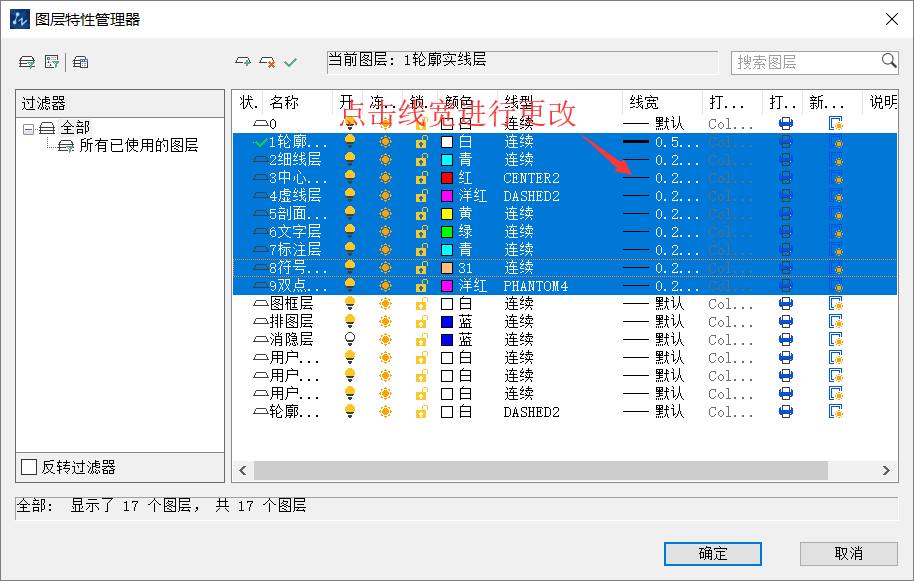 图层特性管理器
当前图层：1轮廓实线层
搜索图层
过滤器
全部
所有已使用的图层
状. 名称 开 冻.. 锁. 颜色 线型 线宽 打... 打.. 新... 说明
点击线宽进行更改
0 白 连续 默认 Col...
1轮廓... 白 连续 0.5... Col...
2细线层 青 连续 0.2... Col...
3中心... 红 CENTER2 0.2... Col...
4虚线层 洋红 DASHED2 0.2... Col...
5剖面... 黄 连续 0.2... Col...
6文字层 绿 连续 0.2... Col...
7标注层 青 连续 0.2... Col...
8符号... 31 连续 0.2... Col...
9双点... 洋红 PHANTOM4 0.2... Col...
图框层 白 连续 默认 Col...
排图层 蓝 连续 默认 Col...
消隐层 蓝 连续 默认 Col...
用户... 白 连续 默认 Col...
用户... 白 连续 默认 Col...
用户... 白 连续 默认 Col...
轮廓... 白 DASHED2 默认 Col...
反转过滤器
全部： 显示了 17 个图层， 共 17 个图层
确定
取消